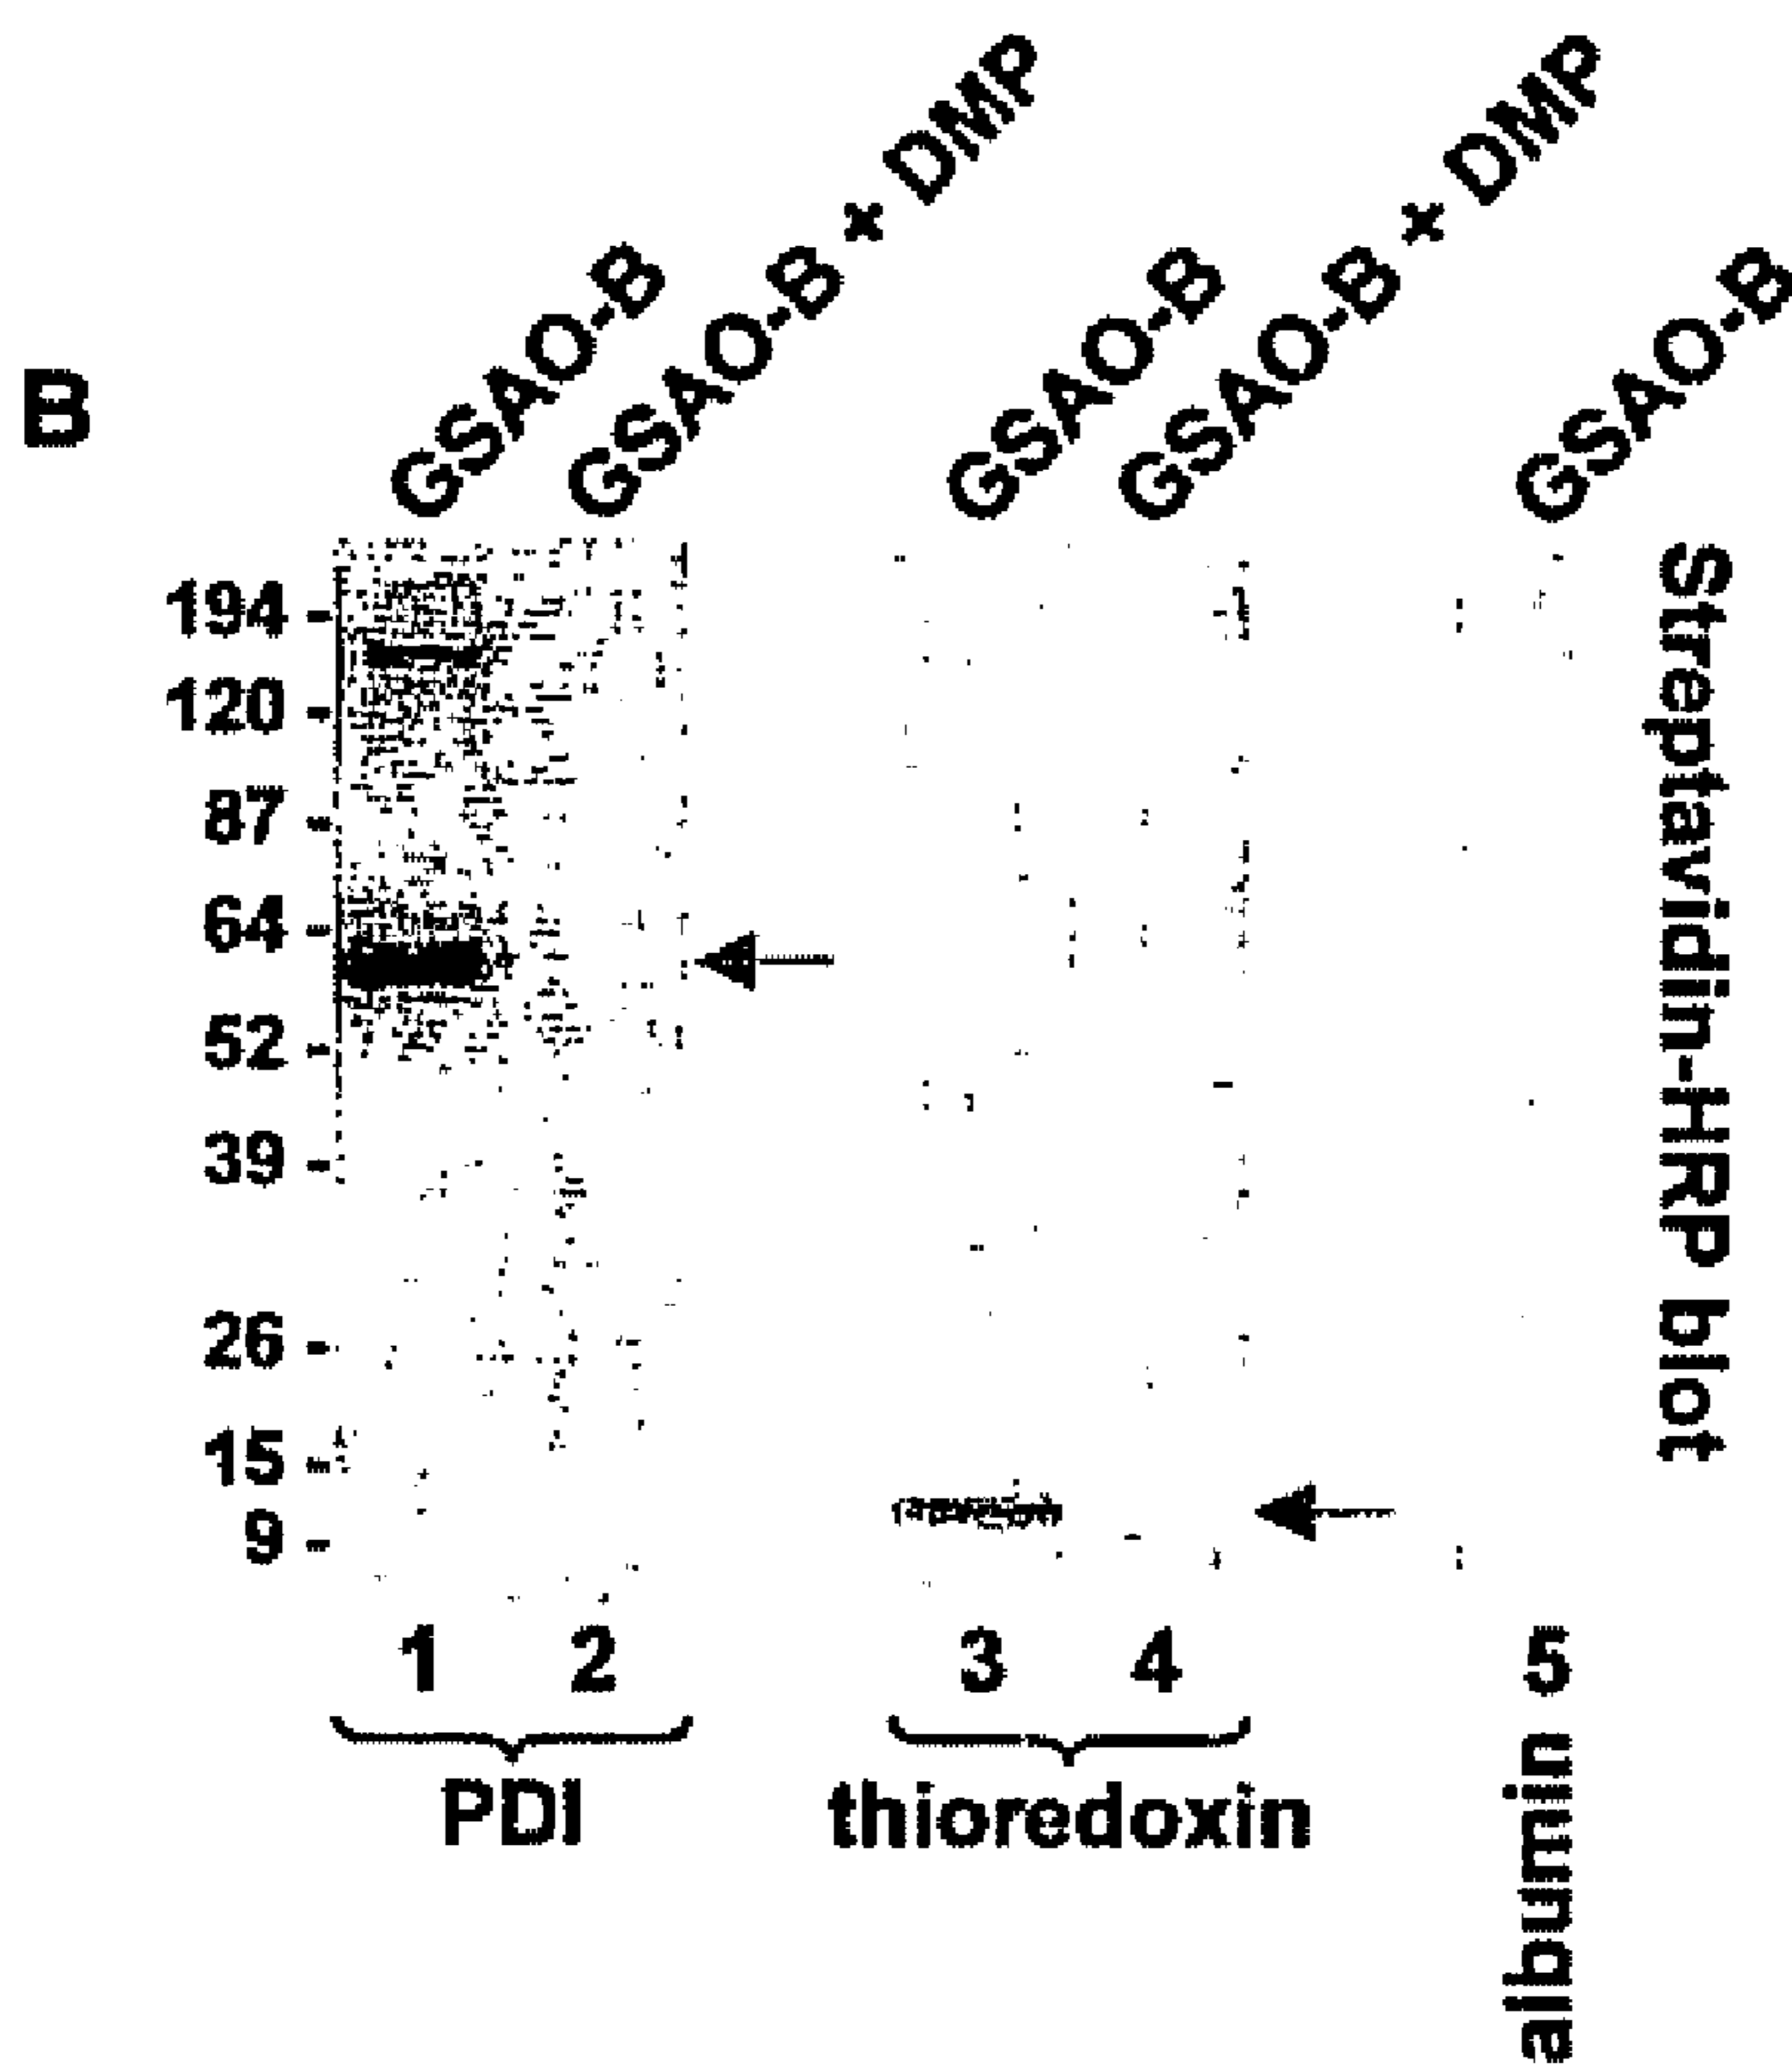 B
GSAO-B
GSAO-B + DMP
GSAO-B
GSAO-B + DMP
GSAO-B
194
120
87
64
52
39
26
15
9
Streptavidin-HRP blot
1 2 3 4 5
PDI
thioredoxin
albumin